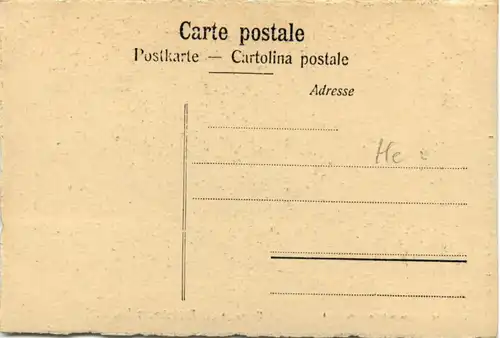 Carte postale
Postkarte — Cartolina postale
Adresse
He